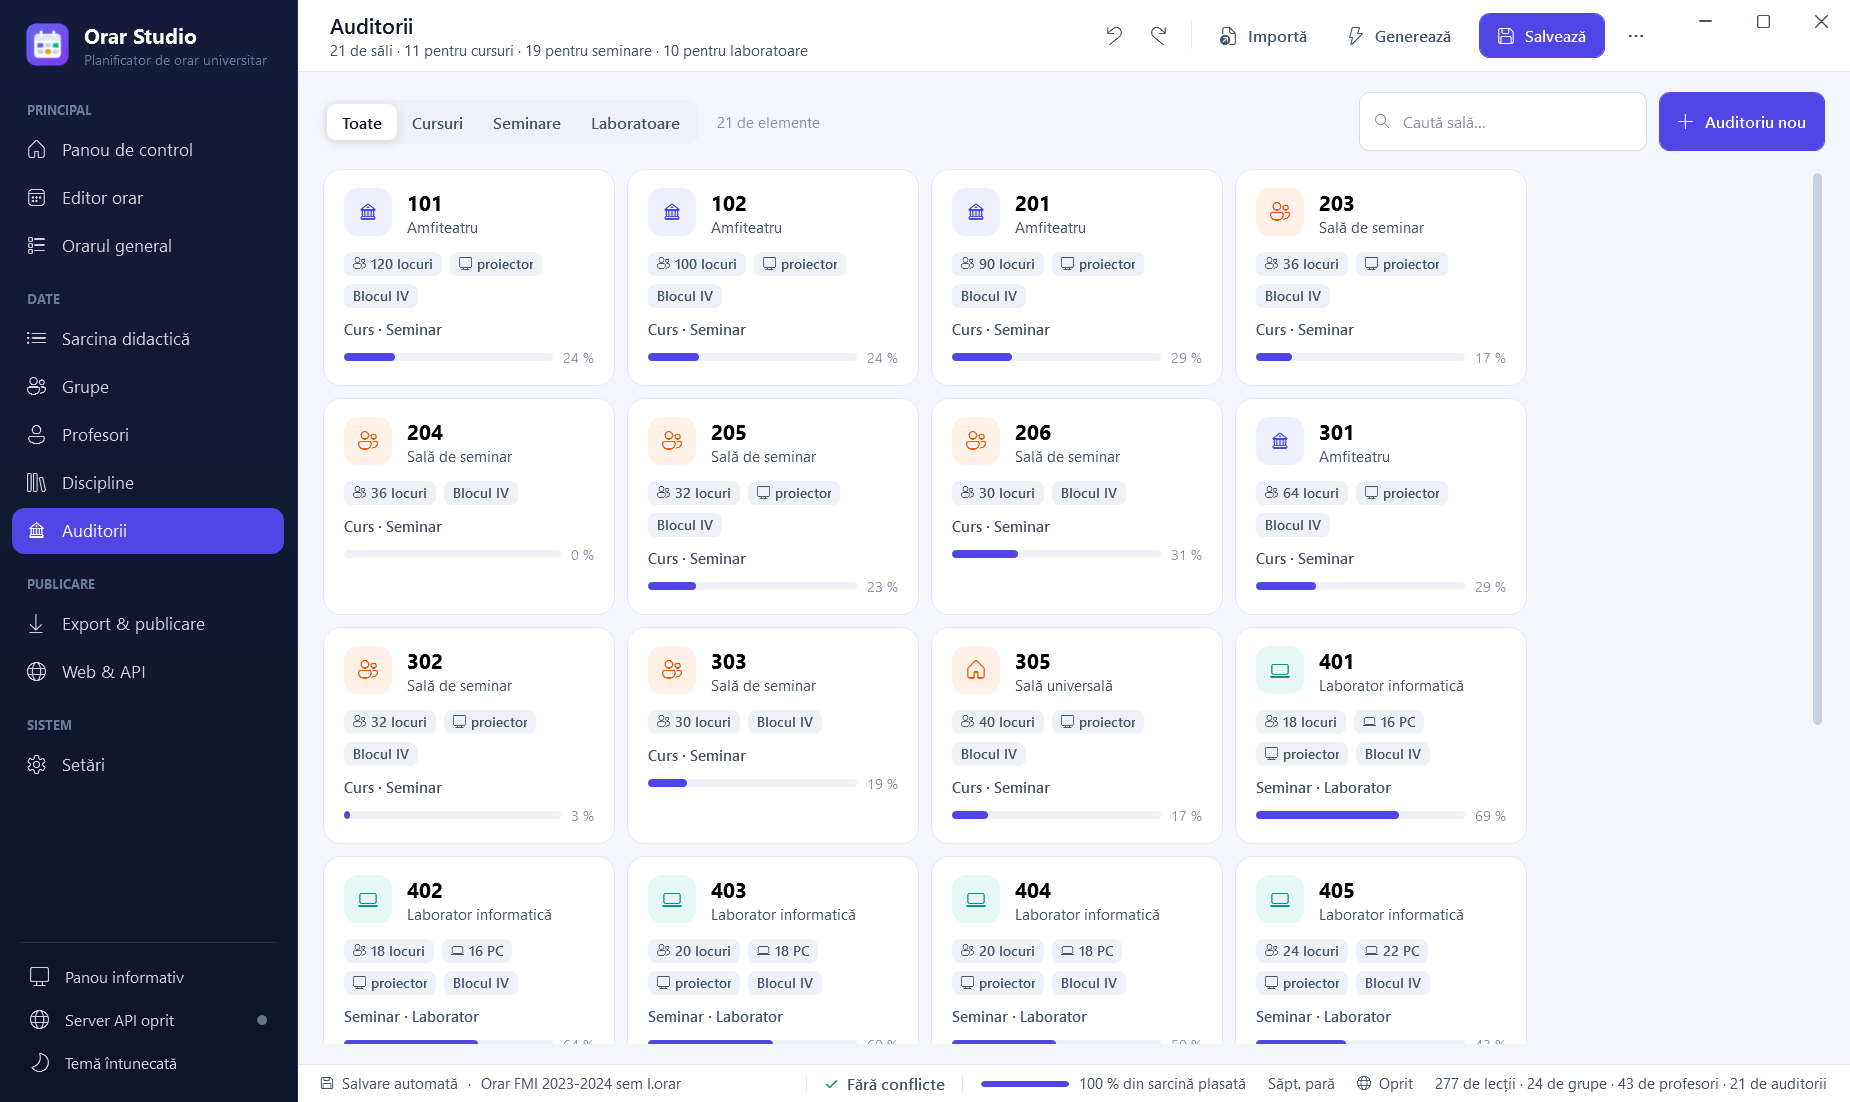 Orar Studio
Planificator de orar universitar
PRINCIPAL
Panou de control
Editor orar
Orarul general
DATE
Sarcina didactică
Grupe
Profesori
Discipline
Auditorii
PUBLICARE
Export & publicare
Web & API
SISTEM
Setări
Panou informativ
Server API oprit
Temă întunecată
Auditorii
21 de săli · 11 pentru cursuri · 19 pentru seminare · 10 pentru laboratoare
Importă
Generează
Salvează
Toate Cursuri Seminare Laboratoare 21 de elemente
Caută sală...
Auditoriu nou
101
Amfiteatru
120 locuri proiector
Blocul IV
Curs · Seminar
24 %
102
Amfiteatru
100 locuri proiector
Blocul IV
Curs · Seminar
24 %
201
Amfiteatru
90 locuri proiector
Blocul IV
Curs · Seminar
29 %
203
Sală de seminar
36 locuri proiector
Blocul IV
Curs · Seminar
17 %
204
Sală de seminar
36 locuri Blocul IV
Curs · Seminar
0 %
205
Sală de seminar
32 locuri proiector
Blocul IV
Curs · Seminar
23 %
206
Sală de seminar
30 locuri Blocul IV
Curs · Seminar
31 %
301
Amfiteatru
64 locuri proiector
Blocul IV
Curs · Seminar
29 %
302
Sală de seminar
32 locuri proiector
Blocul IV
Curs · Seminar
3 %
303
Sală de seminar
30 locuri Blocul IV
Curs · Seminar
19 %
305
Sală universală
40 locuri proiector
Blocul IV
Curs · Seminar
17 %
401
Laborator informatică
18 locuri 16 PC
proiector Blocul IV
Seminar · Laborator
69 %
402
Laborator informatică
18 locuri 16 PC
proiector Blocul IV
Seminar · Laborator
403
Laborator informatică
20 locuri 18 PC
proiector Blocul IV
Seminar · Laborator
404
Laborator informatică
20 locuri 18 PC
proiector Blocul IV
Seminar · Laborator
405
Laborator informatică
24 locuri 22 PC
proiector Blocul IV
Seminar · Laborator
Salvare automată · Orar FMI 2023-2024 sem I.orar
Fără conflicte
100 % din sarcină plasată
Săpt. pară
Oprit
277 de lecții · 24 de grupe · 43 de profesori · 21 de auditorii